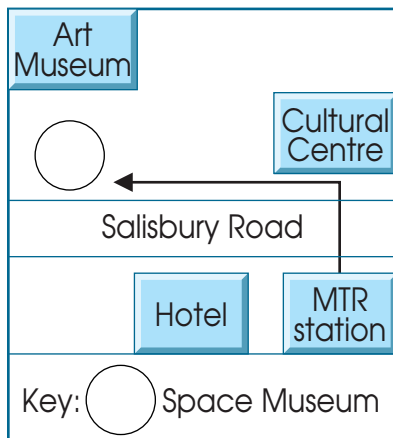 Art
Museum
Cultural
Centre
Salisbury Road
Hotel
MTR
station
Key: Space Museum